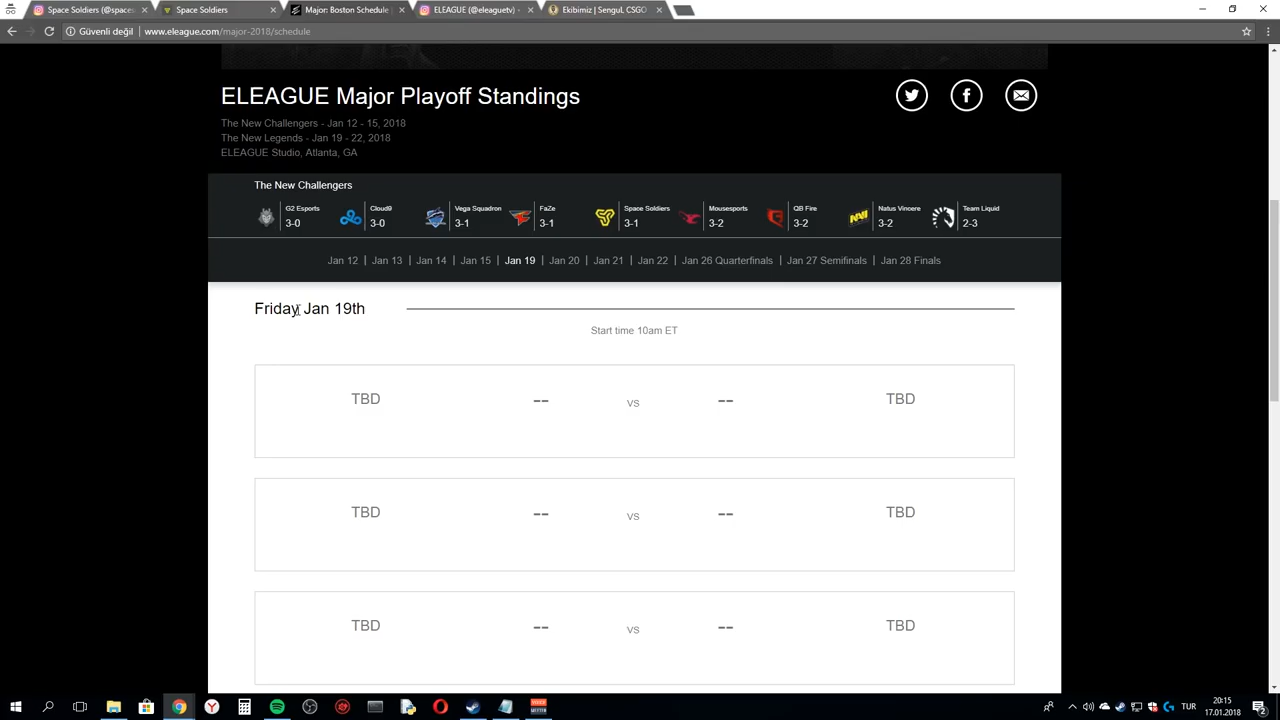 Space Soldiers (@spaces
Space Soldiers
Major: Boston Schedule |
ELEAGUE (@eleaguetv) •
Ekibimiz | SenguL CSGO
Güvenli değil | www.eleague.com/major-2018/schedule
ELEAGUE Major Playoff Standings
The New Challengers - Jan 12 - 15, 2018
The New Legends - Jan 19 - 22, 2018
ELEAGUE Studio, Atlanta, GA
The New Challengers
G2 Esports
3-0
Cloud9
3-0
Vega Squadron
3-1
FaZe
3-1
Space Soldiers
3-1
Mousesports
3-2
QB Fire
3-2
Natus Vincere
3-2
Team Liquid
2-3
Jan 12 | Jan 13 | Jan 14 | Jan 15 | Jan 19 | Jan 20 | Jan 21 | Jan 22 | Jan 26 Quarterfinals | Jan 27 Semifinals | Jan 28 Finals
Friday Jan 19th
Start time 10am ET
TBD -- VS -- TBD
TBD -- VS -- TBD
TBD -- VS -- TBD
TUR
20:15
17.01.2018